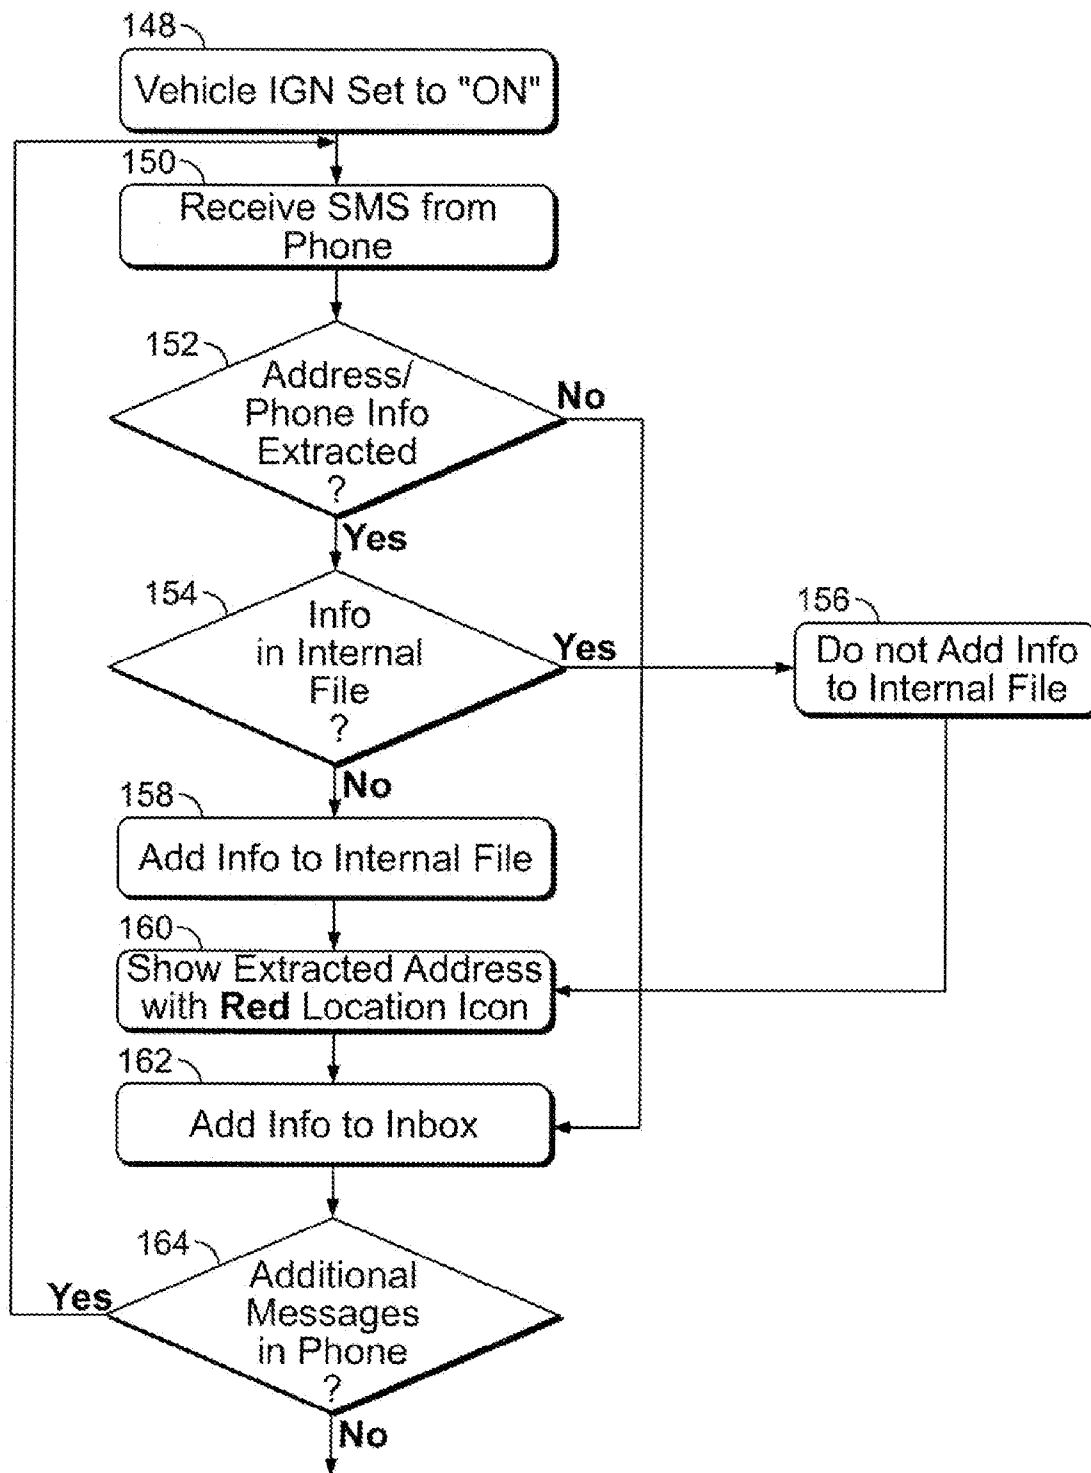 148
Vehicle IGN Set to "ON"
150
Receive SMS from
Phone
152
Address/
Phone Info
Extracted
?
No
Yes
154
Info
in Internal
File
?
Yes
156
Do not Add Info
to Internal File
No
158
Add Info to Internal File
160
Show Extracted Address
with Red Location Icon
162
Add Info to Inbox
164
Additional
Messages
in Phone
?
Yes
No